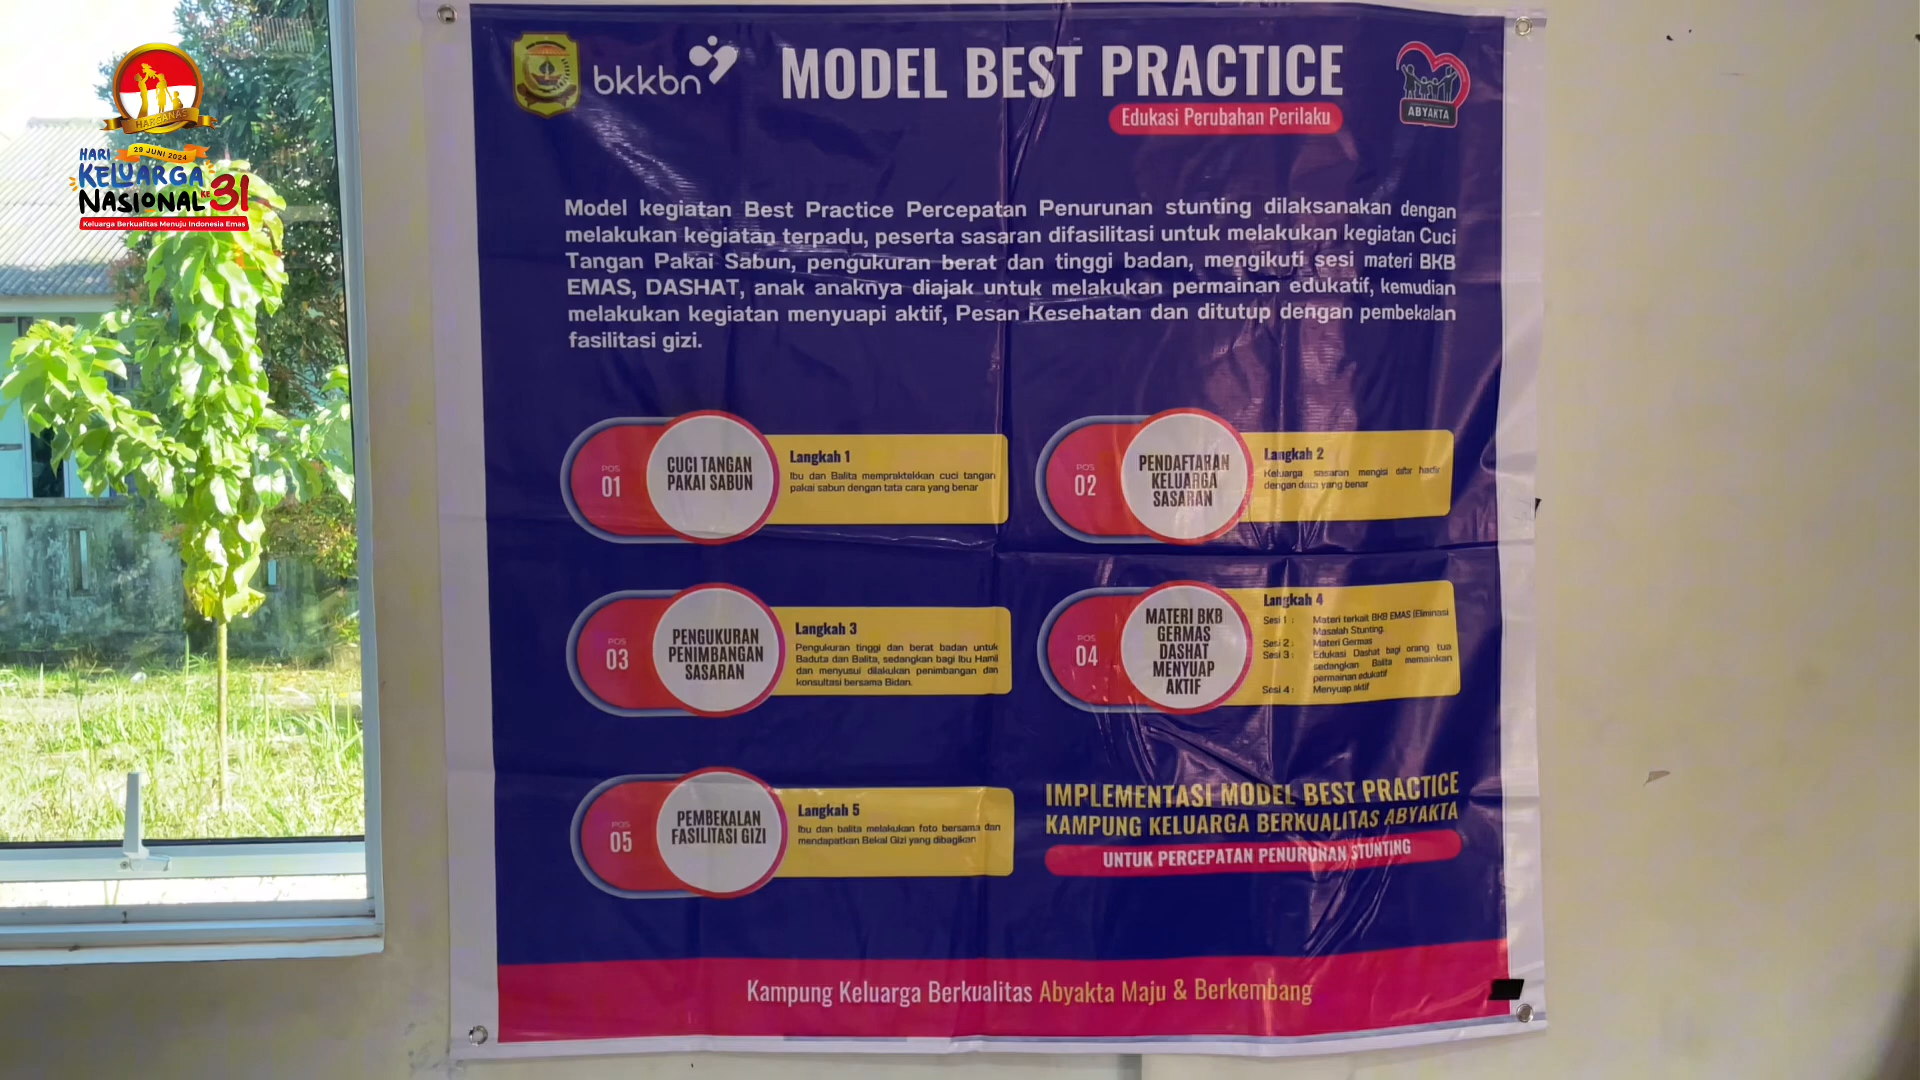 HARGANAS
29 JUNI 2024
HARI
KELUARGA
NASIONAL KE 31
Keluarga Berkualitas Menuju Indonesia Emas
bkkbn
MODEL BEST PRACTICE
Edukasi Perubahan Perilaku
ABYAKTA
Model kegiatan Best Practice Percepatan Penurunan stunting dilaksanakan dengan
melakukan kegiatan terpadu, peserta sasaran difasilitasi untuk melakukan kegiatan Cuci
Tangan Pakai Sabun, pengukuran berat dan tinggi badan, mengikuti sesi materi BKB
EMAS, DASHAT, anak anaknya diajak untuk melakukan permainan edukatif, kemudian
melakukan kegiatan menyuapi aktif, Pesan Kesehatan dan ditutup dengan pembekalan
fasilitasi gizi.
POS
01
CUCI TANGAN
PAKAI SABUN
Langkah 1
Ibu dan Balita mempraktekkan cuci tangan
pakai sabun dengan tata cara yang benar
POS
02
PENDAFTARAN
KELUARGA
SASARAN
Langkah 2
Keluarga sasaran mengisi daftar hadir
dengan data yang benar
POS
03
PENGUKURAN
PENIMBANGAN
SASARAN
Langkah 3
Pengukuran tinggi dan berat badan untuk
Baduta dan Balita, sedangkan bagi Ibu Hamil
dan menyusui dilakukan penimbangan dan
konsultasi bersama Bidan.
POS
04
MATERI BKB
GERMAS
DASHAT
MENYUAP
AKTIF
Langkah 4
Sesi 1 : Materi terkait BKB EMAS (Eliminasi
Masalah Stunting
Sesi 2 : Materi Germas
Sesi 3 : Edukasi Dashat bagi orang tua
sedangkan Balita memainkan
permainan edukatif
Sesi 4 : Menyuap aktif
POS
05
PEMBEKALAN
FASILITASI GIZI
Langkah 5
Ibu dan balita melakukan foto bersama dan
mendapatkan Bekal Gizi yang dibagikan
IMPLEMENTASI MODEL BEST PRACTICE
KAMPUNG KELUARGA BERKUALITAS ABYAKTA
UNTUK PERCEPATAN PENURUNAN STUNTING
Kampung Keluarga Berkualitas Abyakta Maju & Berkembang